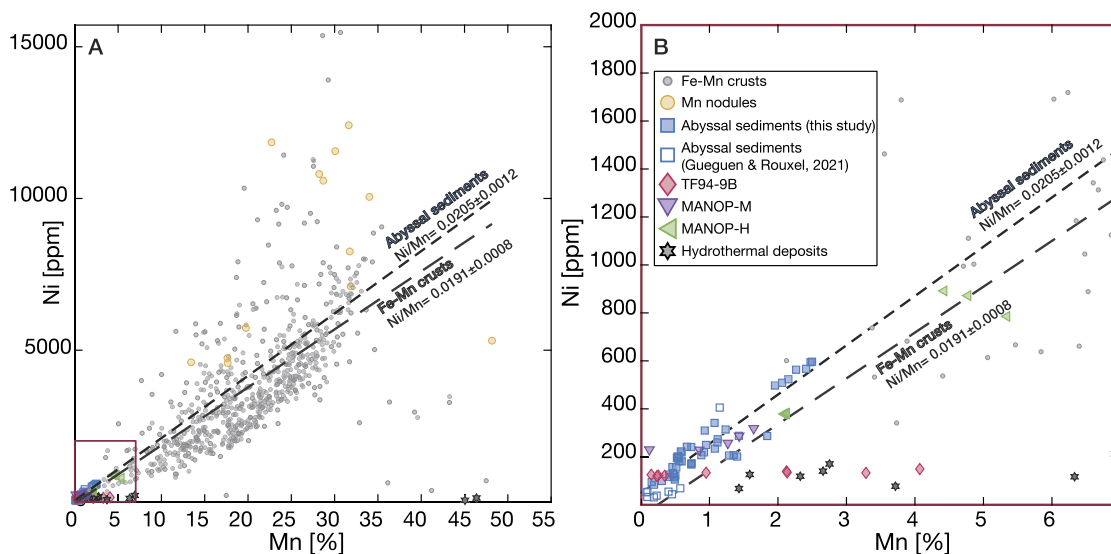 A
15000
10000
5000
Ni [ppm]
Abyssal sediments
Ni/Mn= 0.0205±0.0012
Fe-Mn crusts
Ni/Mn= 0.0191±0.0008
0 5 10 15 20 25 30 35 40 45 50 55
Mn [%]
B
2000
1800
1600
1400
1200
1000
800
600
400
200
0
Ni [ppm]
Fe-Mn crusts
Mn nodules
Abyssal sediments (this study)
Abyssal sediments
(Gueguen & Rouxel, 2021)
TF94-9B
MANOP-M
MANOP-H
Hydrothermal deposits
Abyssal sediments
Ni/Mn= 0.0205±0.0012
Fe-Mn crusts
Ni/Mn= 0.0191±0.0008
0 1 2 3 4 5 6
Mn [%]